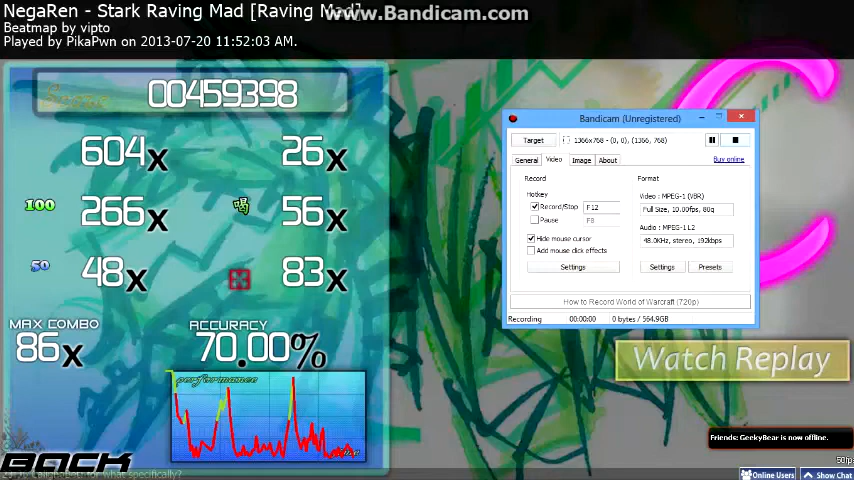 NegaRen - Stark Raving Mad [Raving Mad]
www.Bandicam.com
Beatmap by vipto
Played by PikaPwn on 2013-07-20 11:52:03 AM.
Score 00459398
604x 26x
100 266x 喝 56x
50 48x 83x
MAX COMBO
86x
ACCURACY
70.00%
performance
BACK
Bandicam (Unregistered)
Target
1366x768 - (0, 0), (1366, 768)
General Video Image About
Buy online
Record
Hotkey
Record/Stop F12
Pause F8
Hide mouse cursor
Add mouse click effects
Settings
Format
Video : MPEG-1 (VBR)
Full Size, 10.00fps, 80q
Audio : MPEG-1 L2
48.0KHz, stereo, 192kbps
Settings Presets
How to Record World of Warcraft (720p)
Recording 00:00:00 0 bytes / 564.9GB
Watch Replay
Friends: GeekyBear is now offline.
for what specifically?
Online Users Show Chat